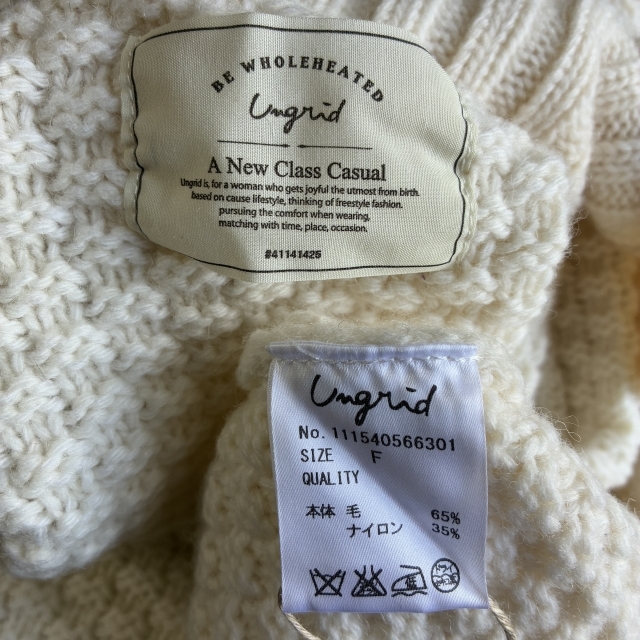 BE WHOLEHEATED
Ungrid
A New Class Casual
Ungrid is, for a woman who gets joyful the utmost from birth.
based on cause lifestyle, thinking of freestyle fashion.
pursuing the comfort when wearing,
matching with time, place, occasion.
#41141425
Ungrid
No. 111540566301
SIZE F
QUALITY
本体 毛 65%
ナイロン 35%